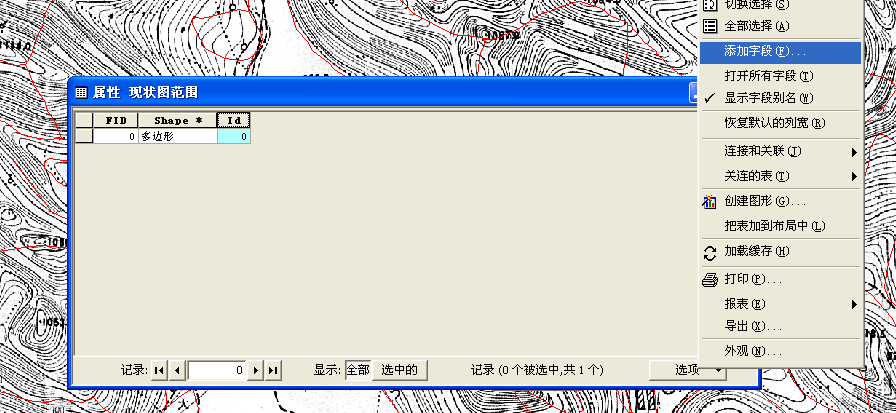 切换选择(S)
全部选择(A)
添加字段(F)...
打开所有字段(T)
✓ 显示字段别名(W)
恢复默认的列宽(R)
连接和关联(J)
关连的表(T)
创建图形(G)...
把表加到布局中(L)
加载缓存(H)
打印(P)...
报表(E)
导出(X)...
外观(N)...
属性 现状图范围
FID Shape * Id
0 多边形 0
记录: 0 显示: 全部 选中的 记录 (0 个被选中,共 1 个) 选项
1057.0